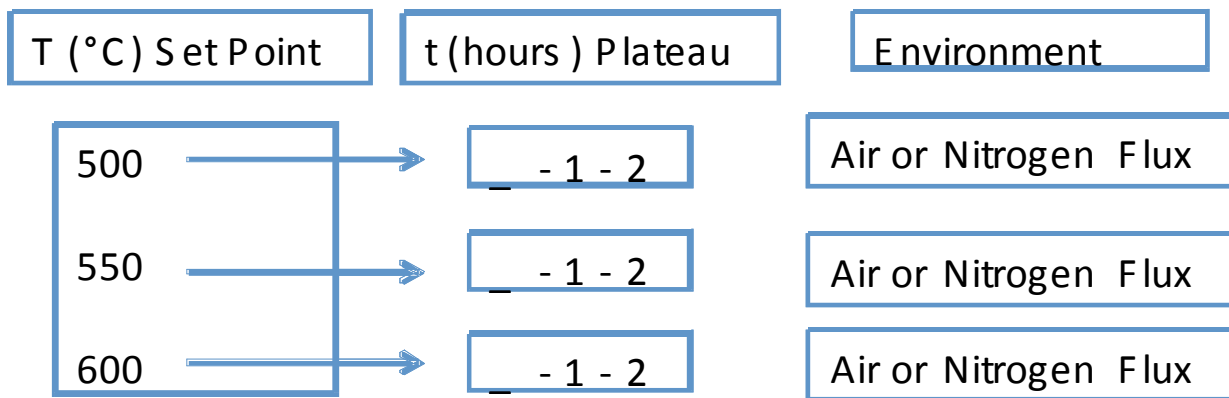 T (°C) Set Point
t (hours) Plateau
Environment
500
_ - 1 - 2
Air or Nitrogen Flux
550
_ - 1 - 2
Air or Nitrogen Flux
600
_ - 1 - 2
Air or Nitrogen Flux